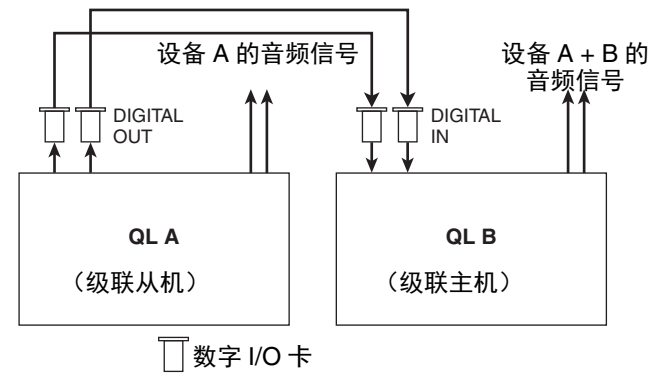 设备 A 的音频信号
设备 A + B 的
音频信号
DIGITAL
OUT
DIGITAL
IN
QL A
（级联从机）
QL B
（级联主机）
数字 I/O 卡